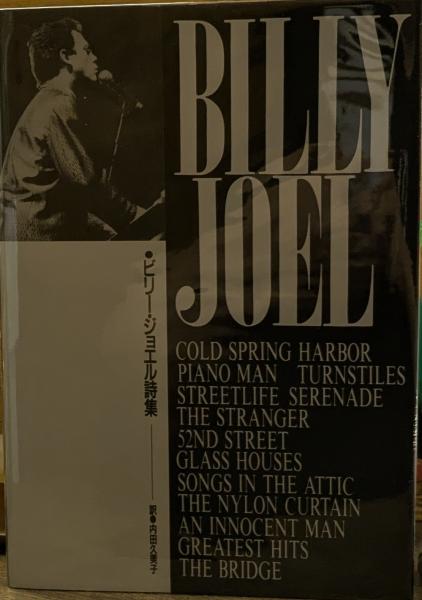 BILLY
JOEL
●ビリー・ジョエル詩集
訳●内田久美子
COLD SPRING HARBOR
PIANO MAN TURNSTILES
STREETLIFE SERENADE
THE STRANGER
52ND STREET
GLASS HOUSES
SONGS IN THE ATTIC
THE NYLON CURTAIN
AN INNOCENT MAN
GREATEST HITS
THE BRIDGE